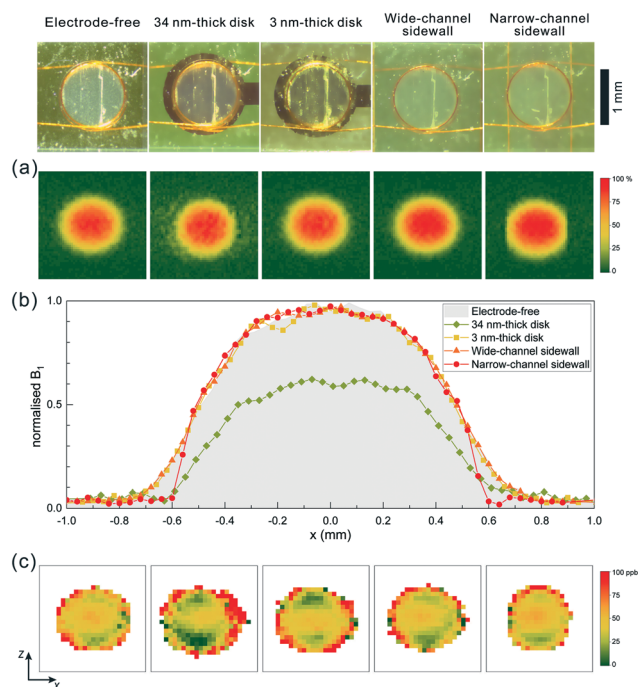 Electrode-free 34 nm-thick disk 3 nm-thick disk Wide-channel sidewall Narrow-channel sidewall
1 mm
(a)
100 %
75
50
25
0
(b)
1.0
0.5
0.0
normalised B1
Electrode-free
34 nm-thick disk
3 nm-thick disk
Wide-channel sidewall
Narrow-channel sidewall
-1.0 -0.8 -0.6 -0.4 -0.2 0.0 0.2 0.4 0.6 0.8 1.0
x (mm)
(c)
100 ppb
75
50
25
0
z
x